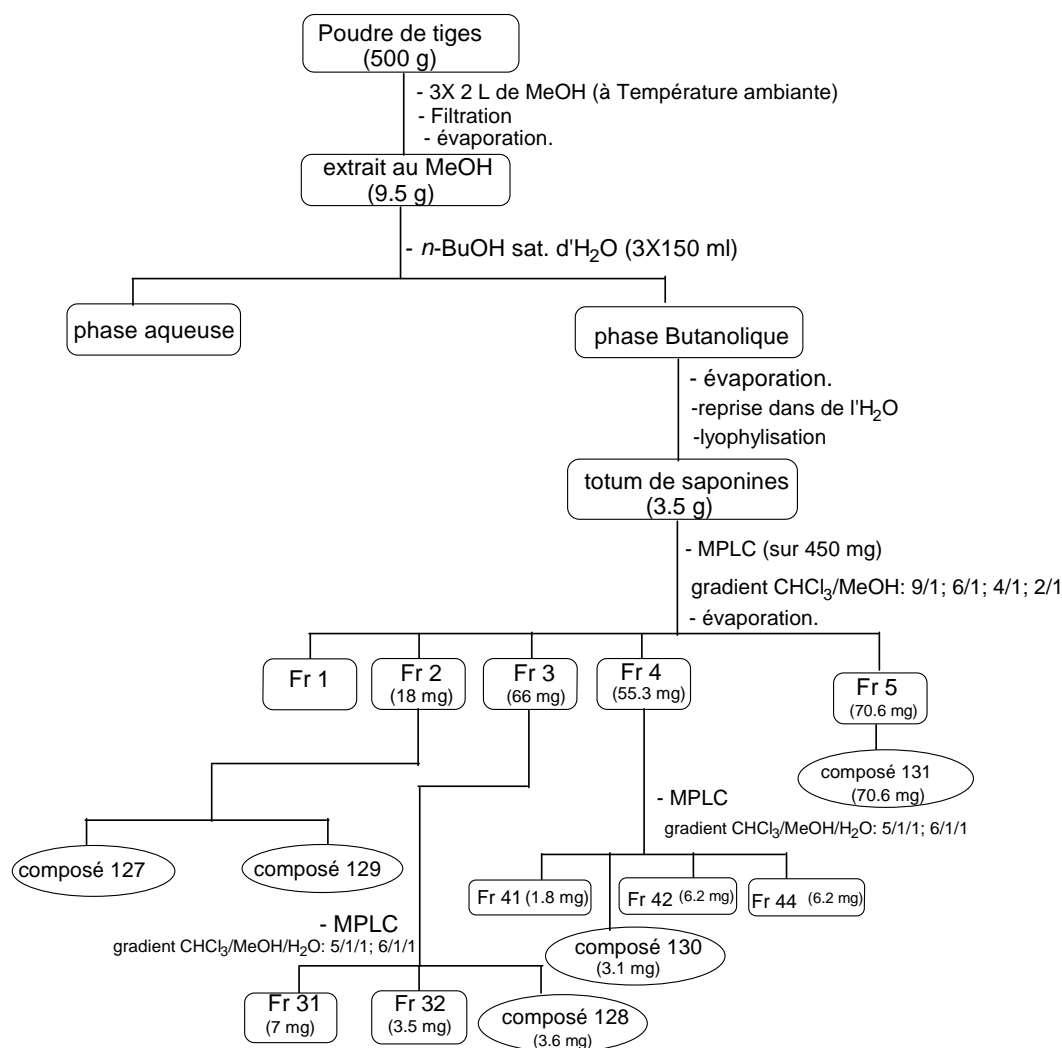 Poudre de tiges
(500 g)
- 3X 2 L de MeOH (à Température ambiante)
- Filtration
- évaporation.
extrait au MeOH
(9.5 g)
- n-BuOH sat. d'H₂O (3X150 ml)
phase aqueuse
phase Butanolique
- évaporation.
-reprise dans de l'H₂O
-lyophylisation
totum de saponines
(3.5 g)
- MPLC (sur 450 mg)
gradient CHCl₃/MeOH: 9/1; 6/1; 4/1; 2/1
- évaporation.
Fr 1
Fr 2
(18 mg)
Fr 3
(66 mg)
Fr 4
(55.3 mg)
Fr 5
(70.6 mg)
composé 131
(70.6 mg)
- MPLC
gradient CHCl₃/MeOH/H₂O: 5/1/1; 6/1/1
composé 127
composé 129
Fr 41 (1.8 mg)
Fr 42 (6.2 mg)
Fr 44 (6.2 mg)
composé 130
(3.1 mg)
- MPLC
gradient CHCl₃/MeOH/H₂O: 5/1/1; 6/1/1
Fr 31
(7 mg)
Fr 32
(3.5 mg)
composé 128
(3.6 mg)